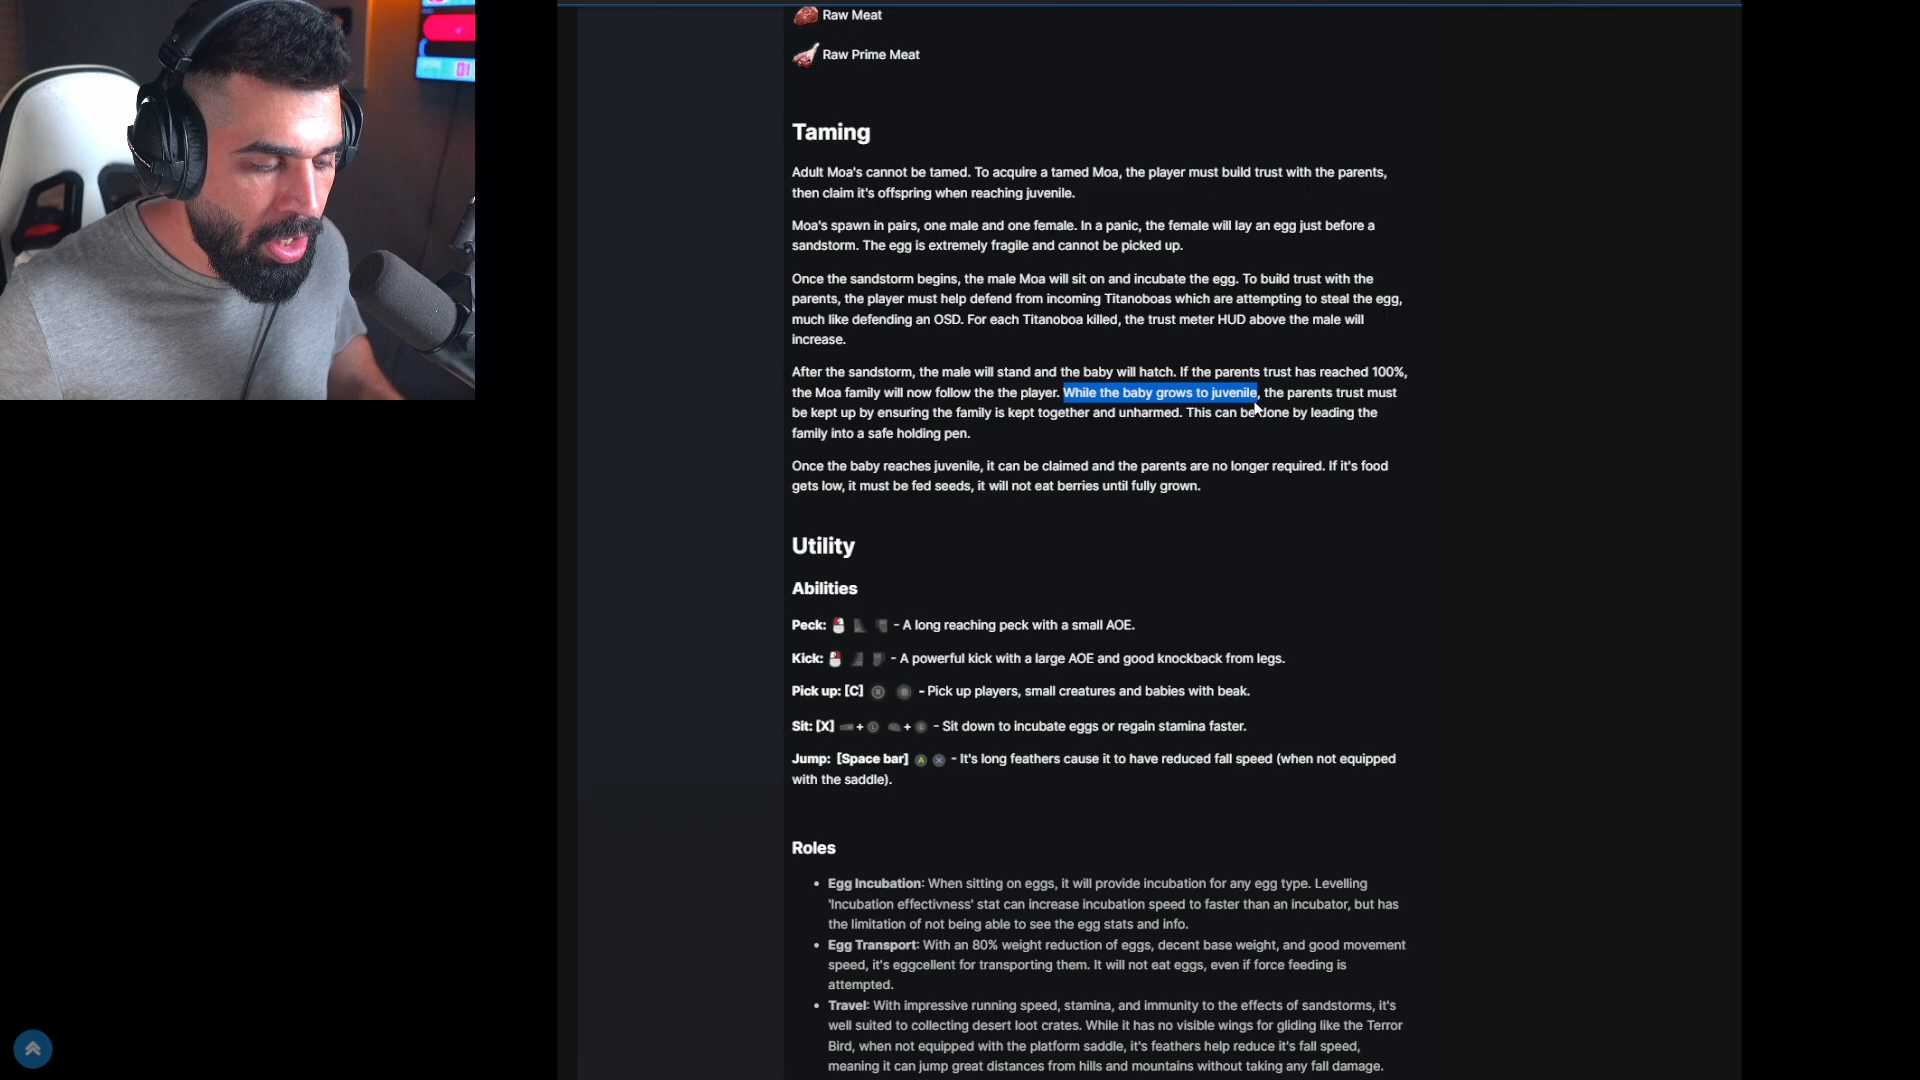 Raw Meat
Raw Prime Meat
Taming
Adult Moa's cannot be tamed. To acquire a tamed Moa, the player must build trust with the parents,
then claim it's offspring when reaching juvenile.
Moa's spawn in pairs, one male and one female. In a panic, the female will lay an egg just before a
sandstorm. The egg is extremely fragile and cannot be picked up.
Once the sandstorm begins, the male Moa will sit on and incubate the egg. To build trust with the
parents, the player must help defend from incoming Titanoboas which are attempting to steal the egg,
much like defending an OSD. For each Titanoboa killed, the trust meter HUD above the male will
increase.
After the sandstorm, the male will stand and the baby will hatch. If the parents trust has reached 100%,
the Moa family will now follow the the player. While the baby grows to juvenile, the parents trust must
be kept up by ensuring the family is kept together and unharmed. This can be done by leading the
family into a safe holding pen.
Once the baby reaches juvenile, it can be claimed and the parents are no longer required. If it's food
gets low, it must be fed seeds, it will not eat berries until fully grown.
Utility
Abilities
Peck: - A long reaching peck with a small AOE.
Kick: - A powerful kick with a large AOE and good knockback from legs.
Pick up: [C] - Pick up players, small creatures and babies with beak.
Sit: [X] + + - Sit down to incubate eggs or regain stamina faster.
Jump: [Space bar] A X - It's long feathers cause it to have reduced fall speed (when not equipped
with the saddle).
Roles
• Egg Incubation: When sitting on eggs, it will provide incubation for any egg type. Levelling
'Incubation effectivness' stat can increase incubation speed to faster than an incubator, but has
the limitation of not being able to see the egg stats and info.
• Egg Transport: With an 80% weight reduction of eggs, decent base weight, and good movement
speed, it's eggcellent for transporting them. It will not eat eggs, even if force feeding is
attempted.
• Travel: With impressive running speed, stamina, and immunity to the effects of sandstorms, it's
well suited to collecting desert loot crates. While it has no visible wings for gliding like the Terror
Bird, when not equipped with the platform saddle, it's feathers help reduce it's fall speed,
meaning it can jump great distances from hills and mountains without taking any fall damage.